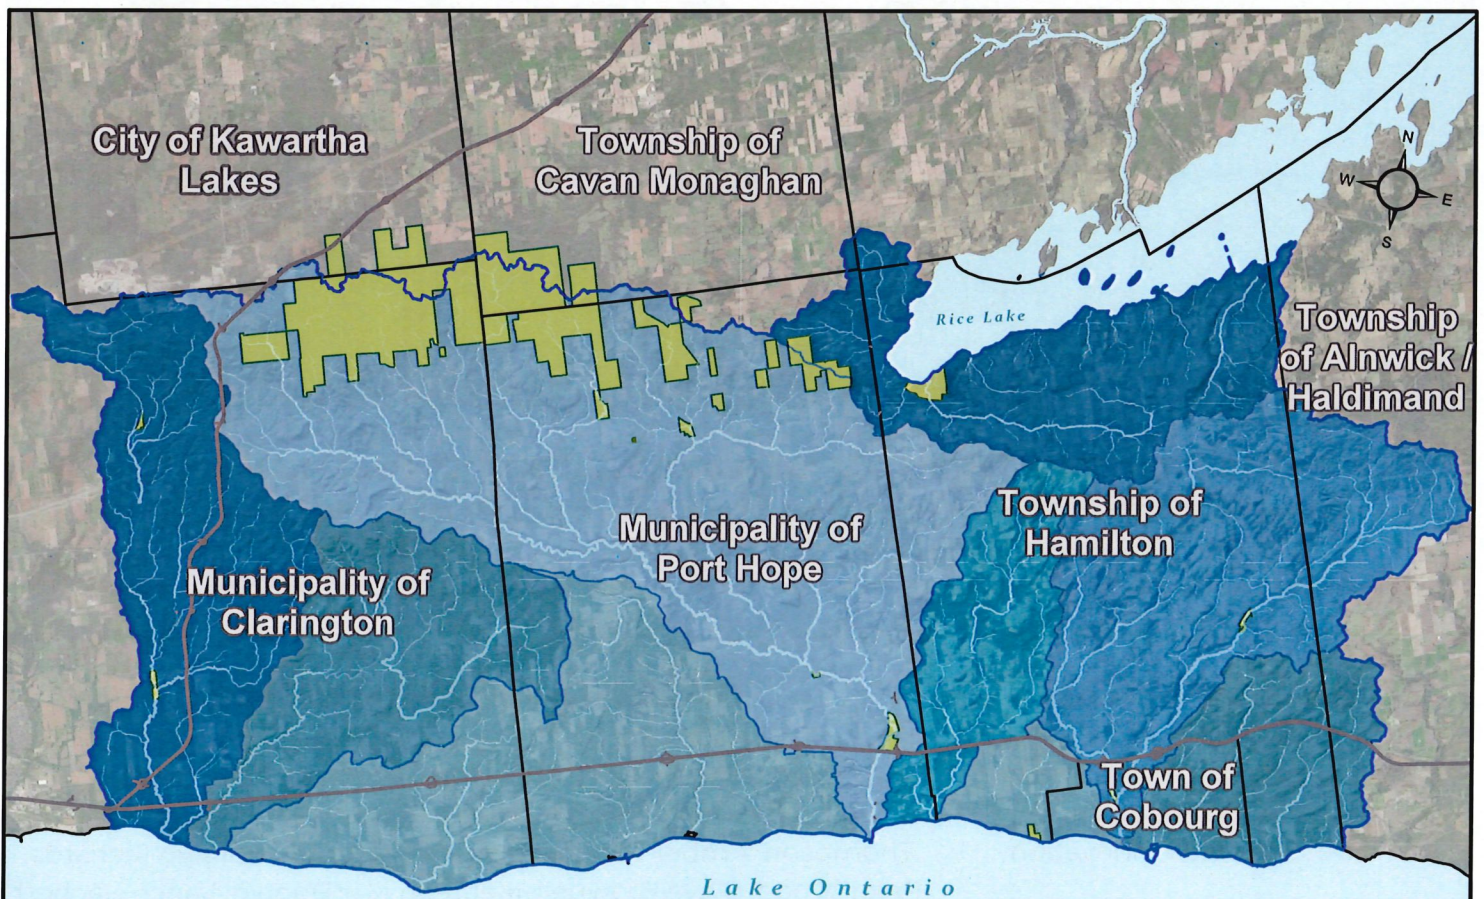 City of Kawartha
Lakes
Township of
Cavan Monaghan
N
W
E
S
Rice Lake
Township
of Alnwick /
Haldimand
Township of
Hamilton
Municipality of
Port Hope
Municipality of
Clarington
Town of
Cobourg
Lake Ontario